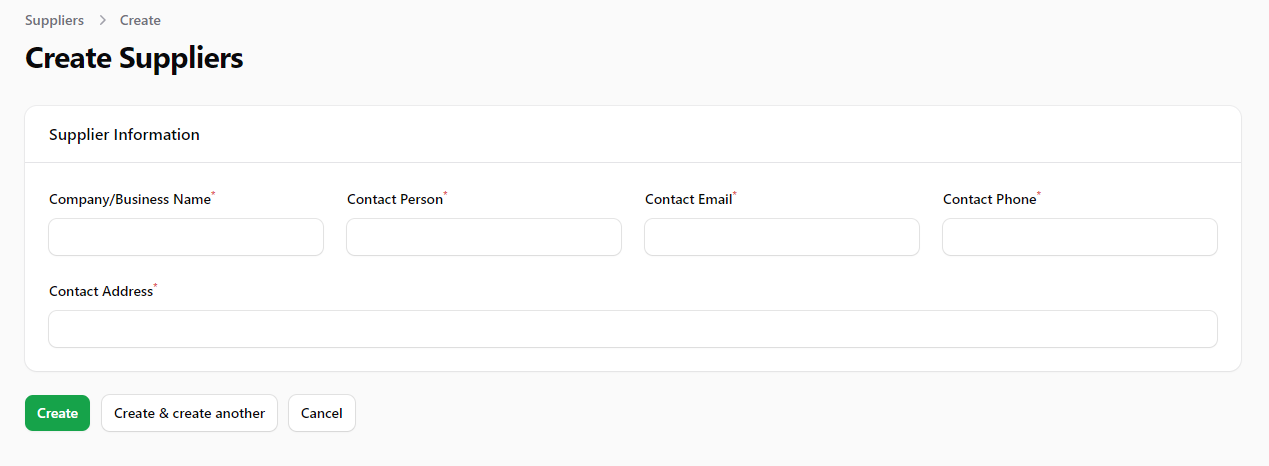 Suppliers > Create
Create Suppliers
Supplier Information
Company/Business Name* Contact Person* Contact Email* Contact Phone*
Contact Address*
Create Create & create another Cancel